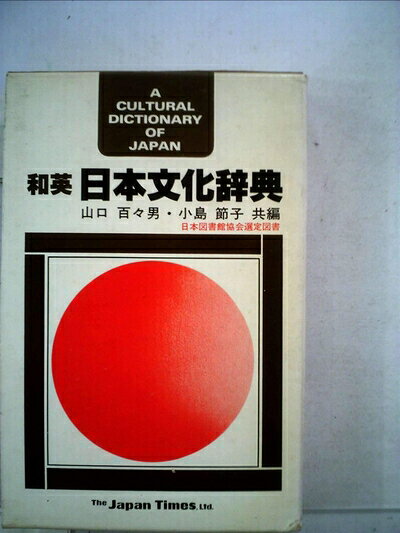 A
CULTURAL
DICTIONARY
OF
JAPAN
和英 日本文化辞典
山口 百々男・小島 節子 共編
日本図書館協会選定図書
The Japan Times, Ltd.